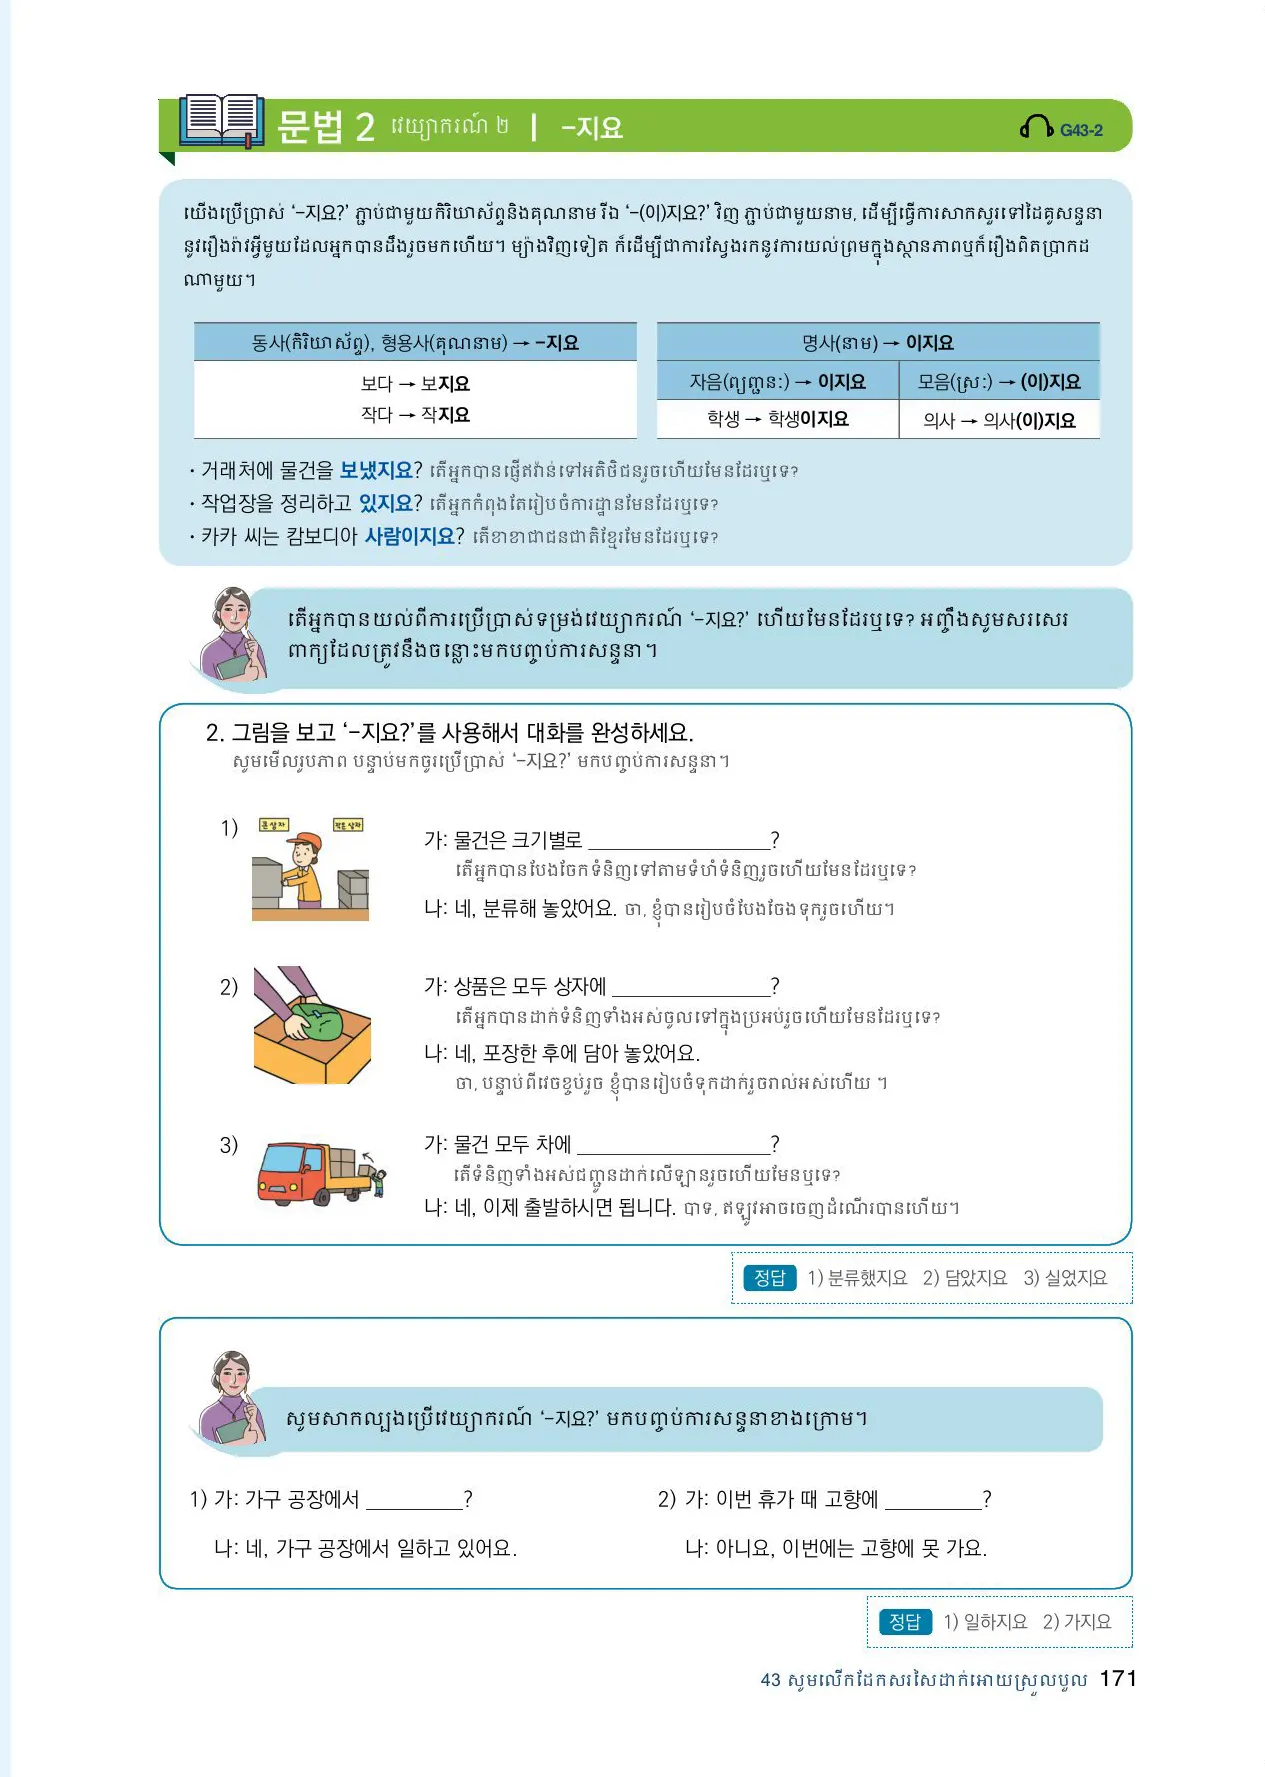 문법 2 វេយ្យាករណ៍ ២ | -지요
G43-2
យើងប្រើប្រាស់ ‘-지요?’ ភ្ជាប់ជាមួយកិរិយាស័ព្ទនិងគុណនាម រីឯ ‘-(이)지요?’ វិញ ភ្ជាប់ជាមួយនាម, ដើម្បីធ្វើការសាកសួរទៅដៃគូសន្ទនា
នូវរឿងរ៉ាវអ្វីមួយដែលអ្នកបានដឹងរួចមកហើយ។ ម្យ៉ាងវិញទៀត ក៏ដើម្បីជាការស្វែងរកនូវការយល់ព្រមក្នុងស្ថានភាពឬក៏រឿងពិតប្រាកដ
ណាមួយ។
동사(កិរិយាស័ព្ទ), 형용사(គុណនាម) → -지요
보다 → 보지요
작다 → 작지요
명사(នាម) → 이지요
자음(ព្យញ្ជនៈ) → 이지요 모음(ស្រៈ) → (이)지요
학생 → 학생이지요 의사 → 의사(이)지요
· 거래처에 물건을 보냈지요? តើអ្នកបានផ្ញើឥវ៉ាន់ទៅអតិថិជនរួចហើយមែនដែរឬទេ?
· 작업장을 정리하고 있지요? តើអ្នកកំពុងតែរៀបចំការដ្ឋានមែនដែរឬទេ?
· 카카 씨는 캄보디아 사람이지요? តើខាខាជាជនជាតិខ្មែរមែនដែរឬទេ?
តើអ្នកបានយល់ពីការប្រើប្រាស់ទម្រង់វេយ្យាករណ៍ ‘-지요?’ ហើយមែនដែរឬទេ? អញ្ចឹងសូមសរសេរ
ពាក្យដែលត្រូវនឹងចន្លោះមកបញ្ចប់ការសន្ទនា។
2. 그림을 보고 ‘-지요?’를 사용해서 대화를 완성하세요.
សូមមើលរូបភាព បន្ទាប់មកចូរប្រើប្រាស់ ‘-지요?’ មកបញ្ចប់ការសន្ទនា។
1)
큰 상자 작은 상자
가: 물건은 크기별로 ____________?
តើអ្នកបានបែងចែកទំនិញទៅតាមទំហំទំនិញរួចហើយមែនដែរឬទេ?
나: 네, 분류해 놓았어요. ចា, ខ្ញុំបានរៀបចំបែងចែងទុករួចហើយ។
2)
가: 상품은 모두 상자에 ____________?
តើអ្នកបានដាក់ទំនិញទាំងអស់ចូលទៅក្នុងប្រអប់រួចហើយមែនដែរឬទេ?
나: 네, 포장한 후에 담아 놓았어요.
ចា, បន្ទាប់ពីវេចខ្ចប់រួច ខ្ញុំបានរៀបចំទុកដាក់រួចរាល់អស់ហើយ ។
3)
가: 물건 모두 차에 ____________?
តើទំនិញទាំងអស់ជញ្ជូនដាក់លើឡានរួចហើយមែនឬទេ?
나: 네, 이제 출발하시면 됩니다. បាទ, ឥឡូវអាចចេញដំណើរបានហើយ។
정답 1) 분류했지요 2) 담았지요 3) 실었지요
សូមសាកល្បងប្រើវេយ្យាករណ៍ ‘-지요?’ មកបញ្ចប់ការសន្ទនាខាងក្រោម។
1) 가: 가구 공장에서 ________?
나: 네, 가구 공장에서 일하고 있어요.
2) 가: 이번 휴가 때 고향에 ________?
나: 아니요, 이번에는 고향에 못 가요.
정답 1) 일하지요 2) 가지요
43 សូមលើកដែកសរសៃដាក់អោយស្រួលបួល 171